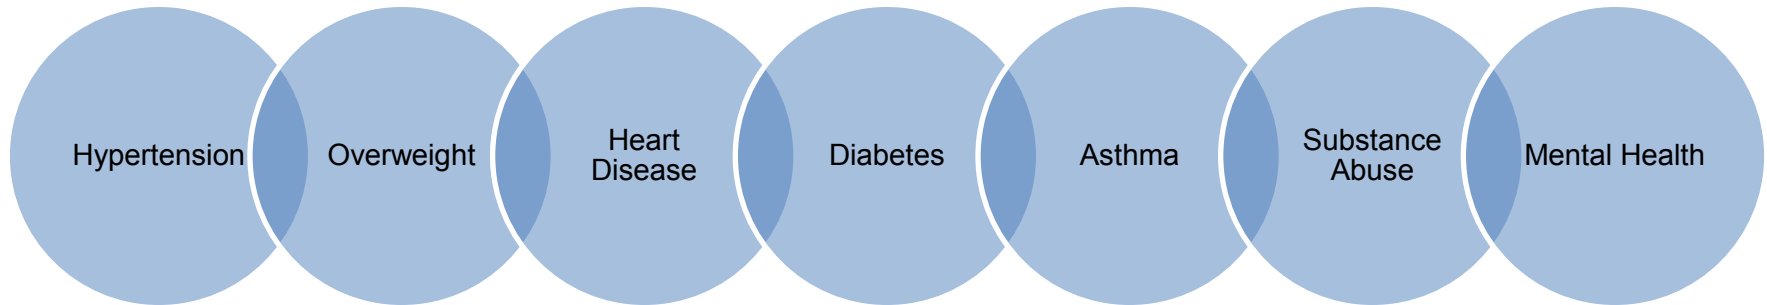 Hypertension
Overweight
Heart
Disease
Diabetes
Asthma
Substance
Abuse
Mental Health